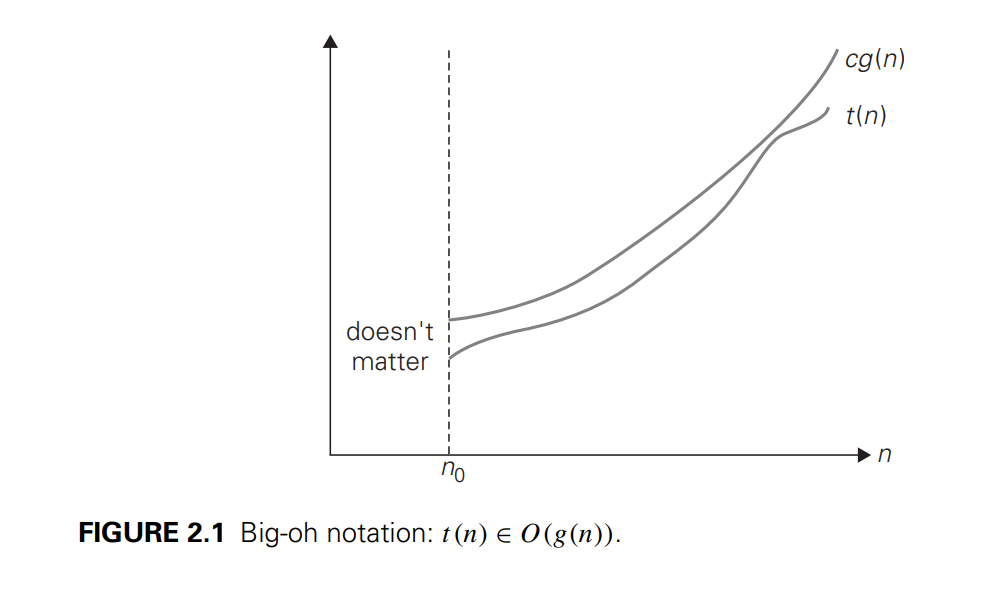 cg(n)
t(n)
doesn't
matter
n
n₀
FIGURE 2.1 Big-oh notation: t(n) ∈ O(g(n)).